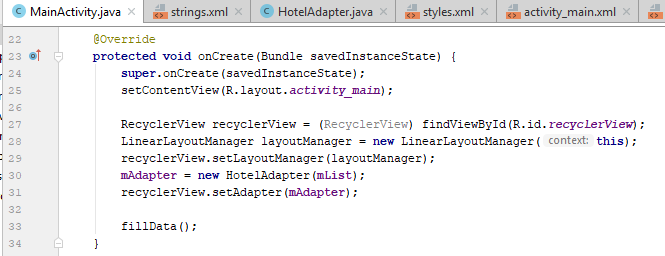 MainActivity.java × strings.xml × HotelAdapter.java × styles.xml × activity_main.xml ×
22 @Override
23 protected void onCreate(Bundle savedInstanceState) {
24 super.onCreate(savedInstanceState);
25 setContentView(R.layout.activity_main);
26
27 RecyclerView recyclerView = (RecyclerView) findViewById(R.id.recyclerView);
28 LinearLayoutManager layoutManager = new LinearLayoutManager( context: this);
29 recyclerView.setLayoutManager(layoutManager);
30 mAdapter = new HotelAdapter(mList);
31 recyclerView.setAdapter(mAdapter);
32
33 fillData();
34 }